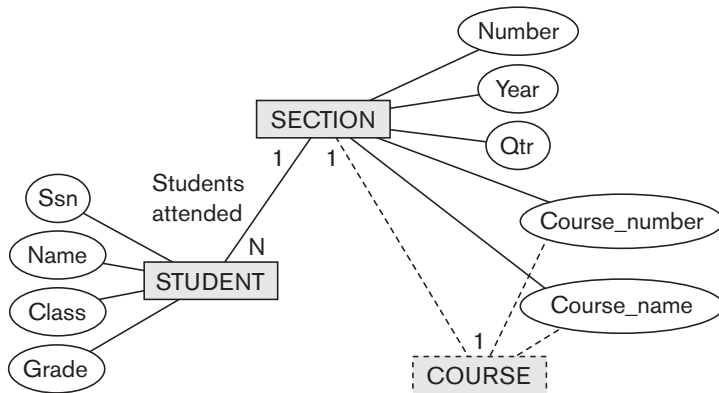 Number
Year
SECTION
Qtr
1
1
Students
attended
Ssn
Course_number
Name
N
STUDENT
Class
Course_name
Grade
1
COURSE